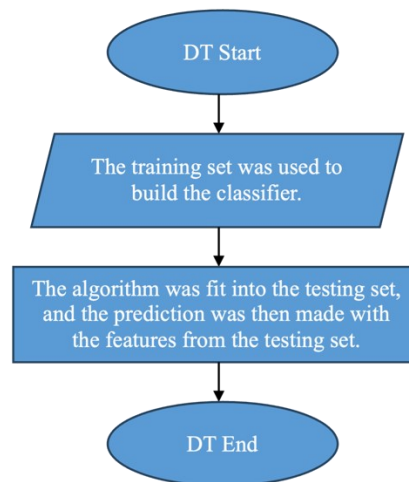 DT Start
The training set was used to
build the classifier.
The algorithm was fit into the testing set,
and the prediction was then made with
the features from the testing set.
DT End